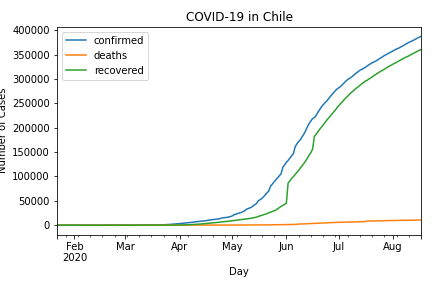 COVID-19 in Chile
confirmed
deaths
recovered
Number of Cases
400000
350000
300000
250000
200000
150000
100000
50000
0
Feb Mar Apr May Jun Jul Aug
2020
Day